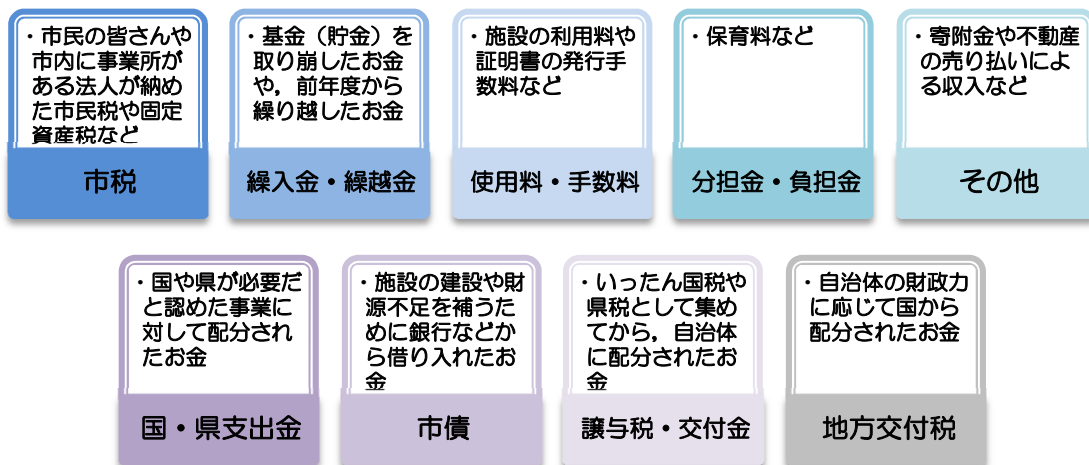 ・市民の皆さんや
市内に事業所が
ある法人が納め
た市民税や固定
資産税など
市税
・基金（貯金）を
取り崩したお金
や，前年度から
繰り越したお金
繰入金・繰越金
・施設の利用料や
証明書の発行手
数料など
使用料・手数料
・保育料など
分担金・負担金
・寄附金や不動産
の売り払いによ
る収入など
その他
・国や県が必要だ
と認めた事業に
対して配分され
たお金
国・県支出金
・施設の建設や財
源不足を補うた
めに銀行などか
ら借り入れたお
金
市債
・いったん国税や
県税として集め
てから，自治体
に配分されたお
金
譲与税・交付金
・自治体の財政力
に応じて国から
配分されたお金
地方交付税